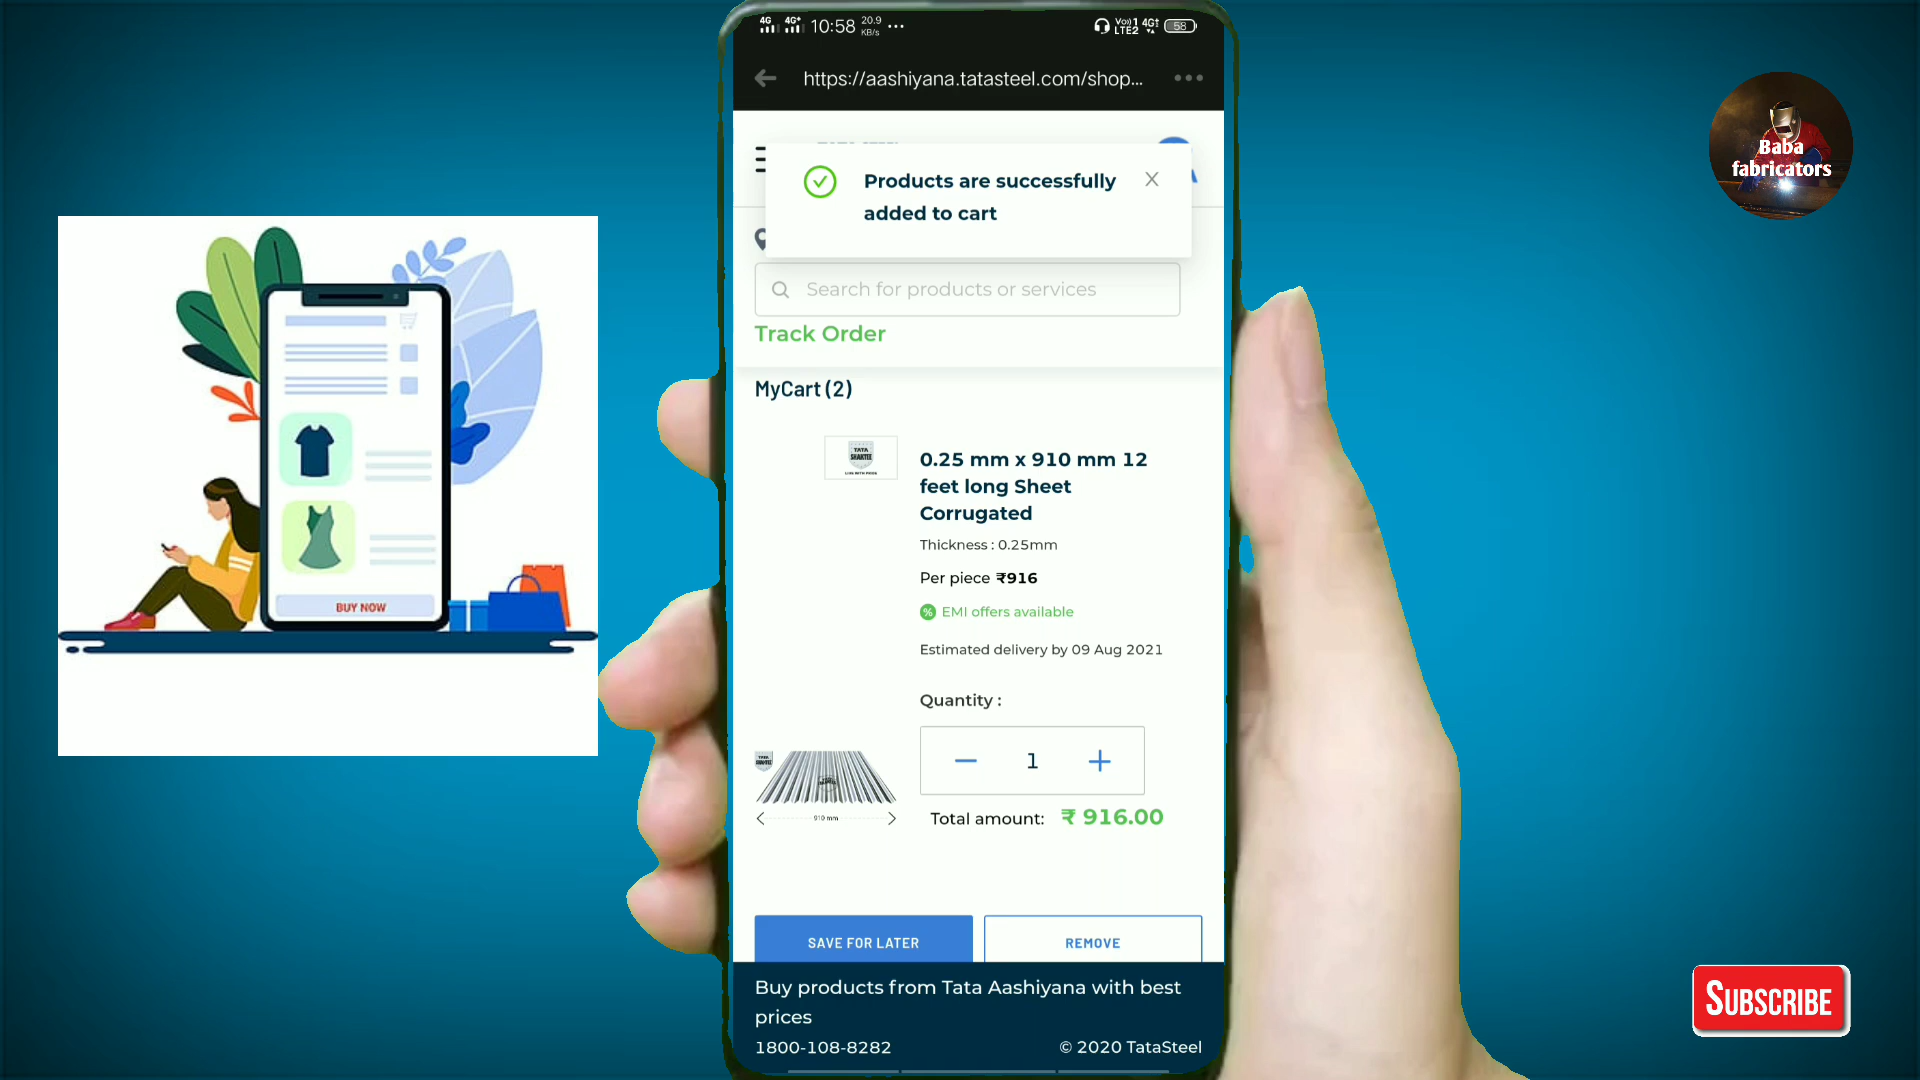 4G 4G+ 10:58 20.9 KB/s ...
Vo) 1 4G‡ LTE2 58
https://aashiyana.tatasteel.com/shop...
Products are successfully
added to cart
Search for products or services
Track Order
MyCart (2)
TATA
SHAKTEE
0.25 mm x 910 mm 12
feet long Sheet
Corrugated
Thickness : 0.25mm
Per piece ₹916
% EMI offers available
Estimated delivery by 09 Aug 2021
Quantity :
1
910 mm
Total amount: ₹ 916.00
SAVE FOR LATER
REMOVE
Buy products from Tata Aashiyana with best
prices
1800-108-8282
© 2020 TataSteel
BUY NOW
Baba
fabricators
SUBSCRIBE